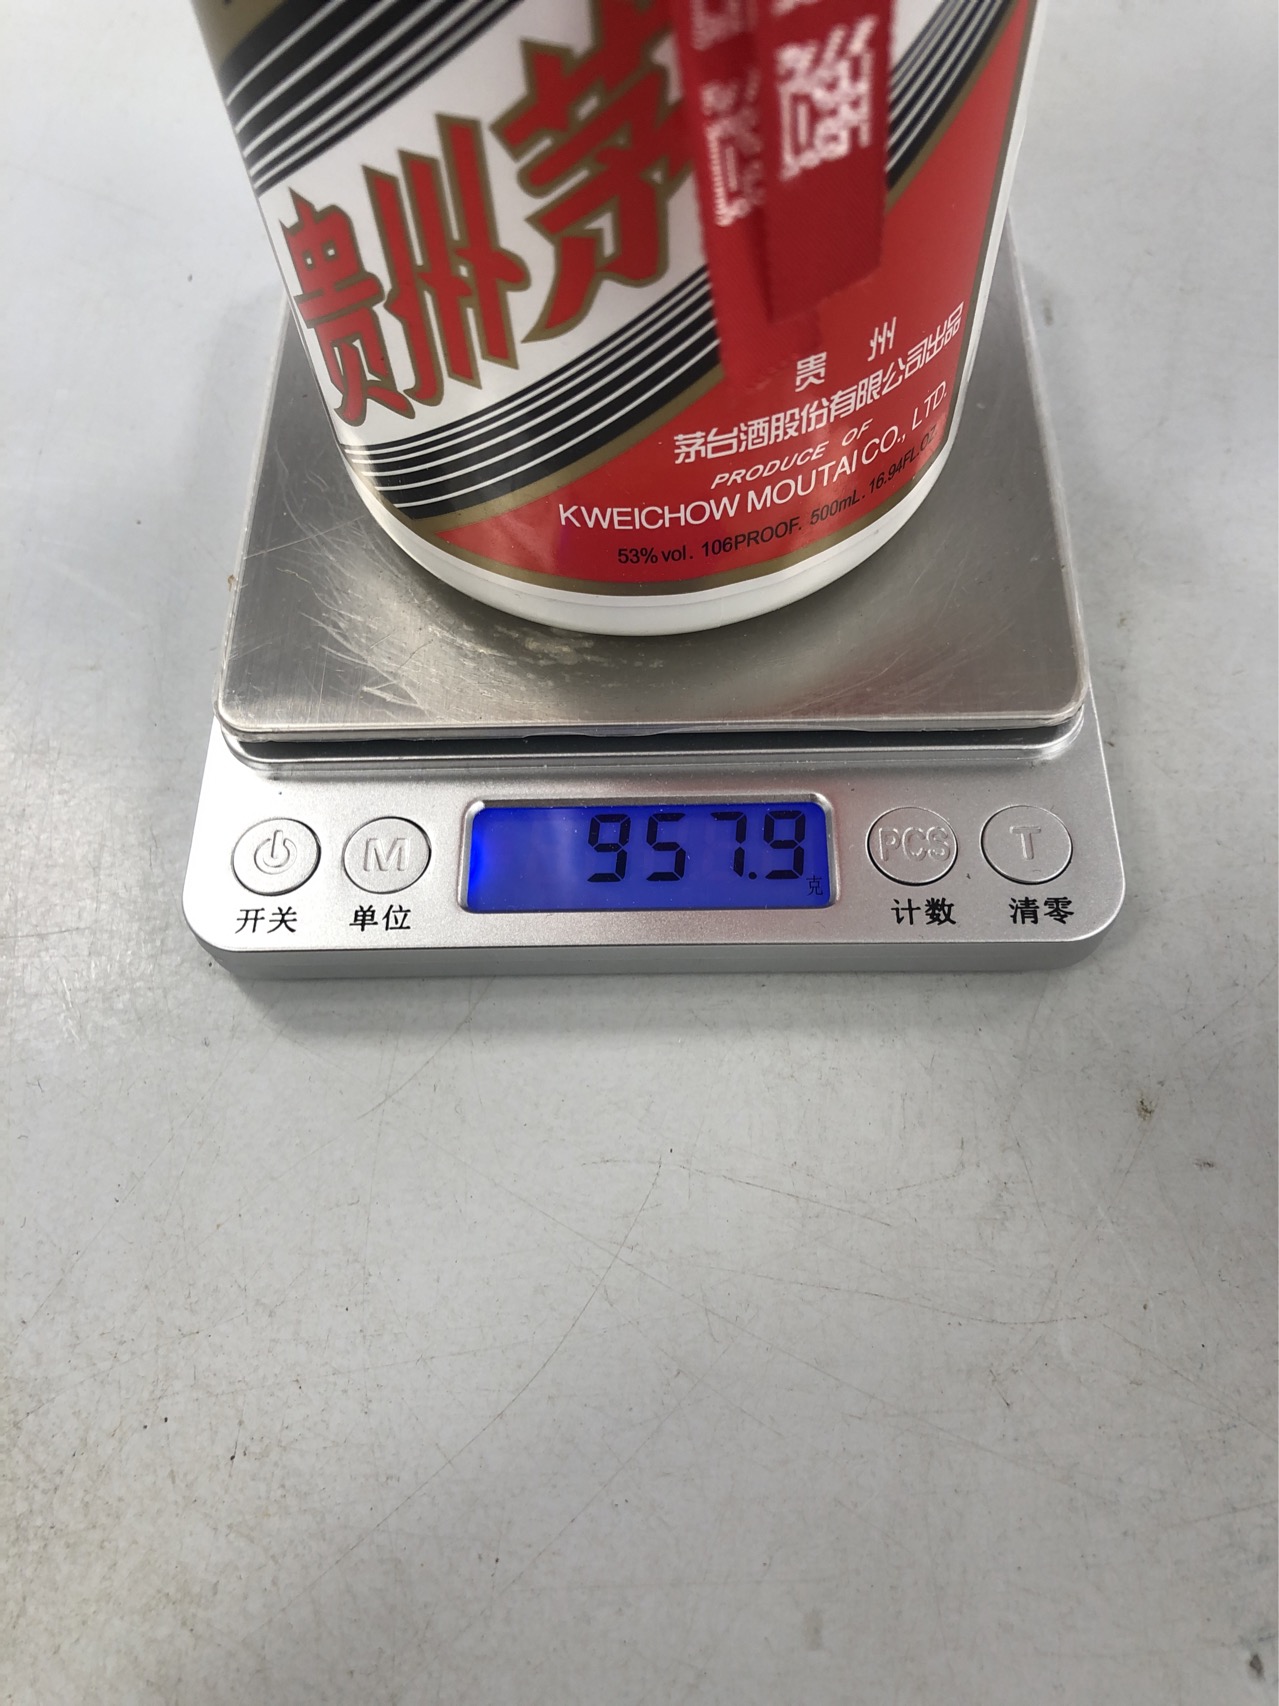 贵州茅
酒
贵州
茅台酒股份有限公司出品
PRODUCE OF
KWEICHOW MOUTAI CO., LTD.
53% vol. 106PROOF. 500mL. 16.94FL.OZ
957.9
克
M
PCS
T
开关
单位
计数
清零